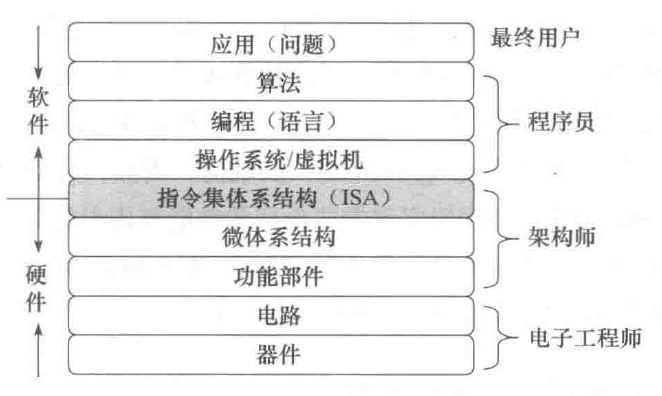 应用（问题）
最终用户
算法
编程（语言）
操作系统/虚拟机
程序员
指令集体系结构（ISA）
微体系结构
功能部件
架构师
电路
器件
电子工程师
软件
硬件